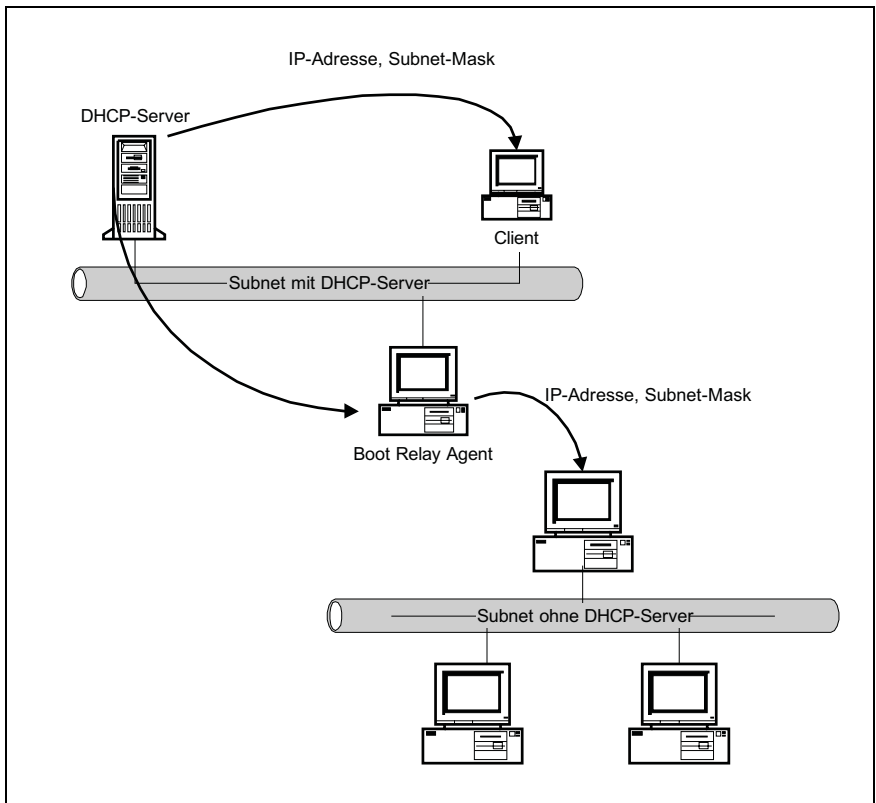 IP-Adresse, Subnet-Mask
DHCP-Server
Client
Subnet mit DHCP-Server
IP-Adresse, Subnet-Mask
Boot Relay Agent
Subnet ohne DHCP-Server